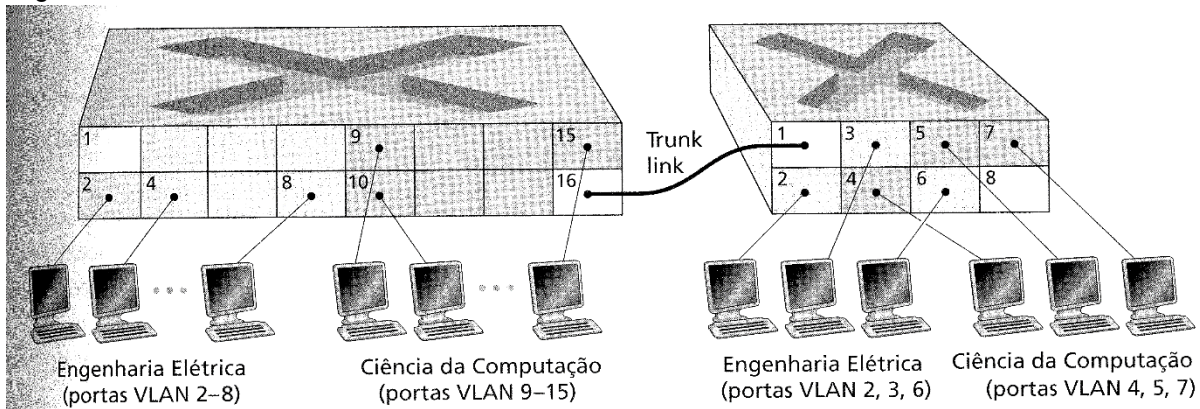 1
9
15
2
4
8
10
16
Trunk
link
1
3
5
7
2
4
6
8
Engenharia Elétrica
(portas VLAN 2–8)
Ciência da Computação
(portas VLAN 9–15)
Engenharia Elétrica
(portas VLAN 2, 3, 6)
Ciência da Computação
(portas VLAN 4, 5, 7)